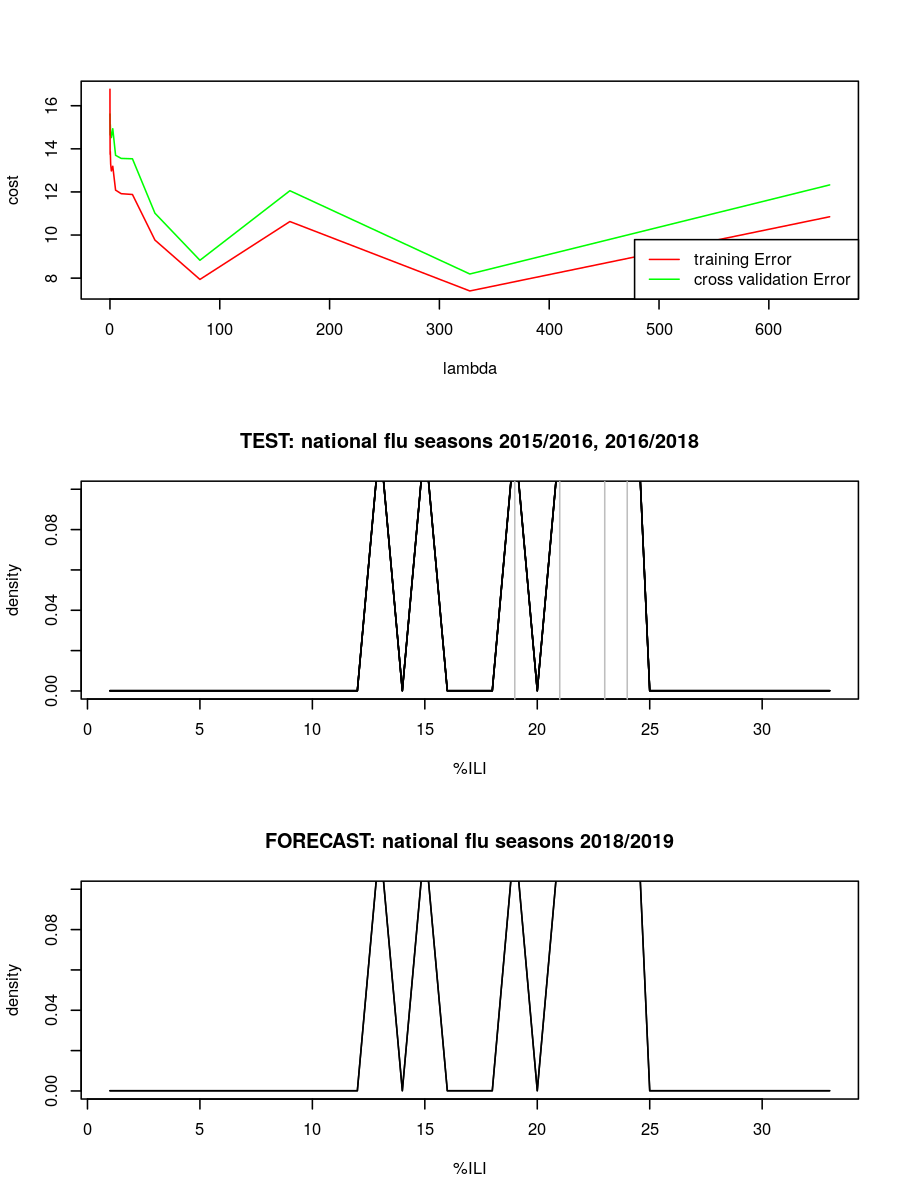 16
14
12
10
8
cost
training Error
cross validation Error
0 100 200 300 400 500 600
lambda
TEST: national flu seasons 2015/2016, 2016/2018
0.08
0.04
0.00
density
0 5 10 15 20 25 30
%ILI
FORECAST: national flu seasons 2018/2019
0.08
0.04
0.00
density
0 5 10 15 20 25 30
%ILI